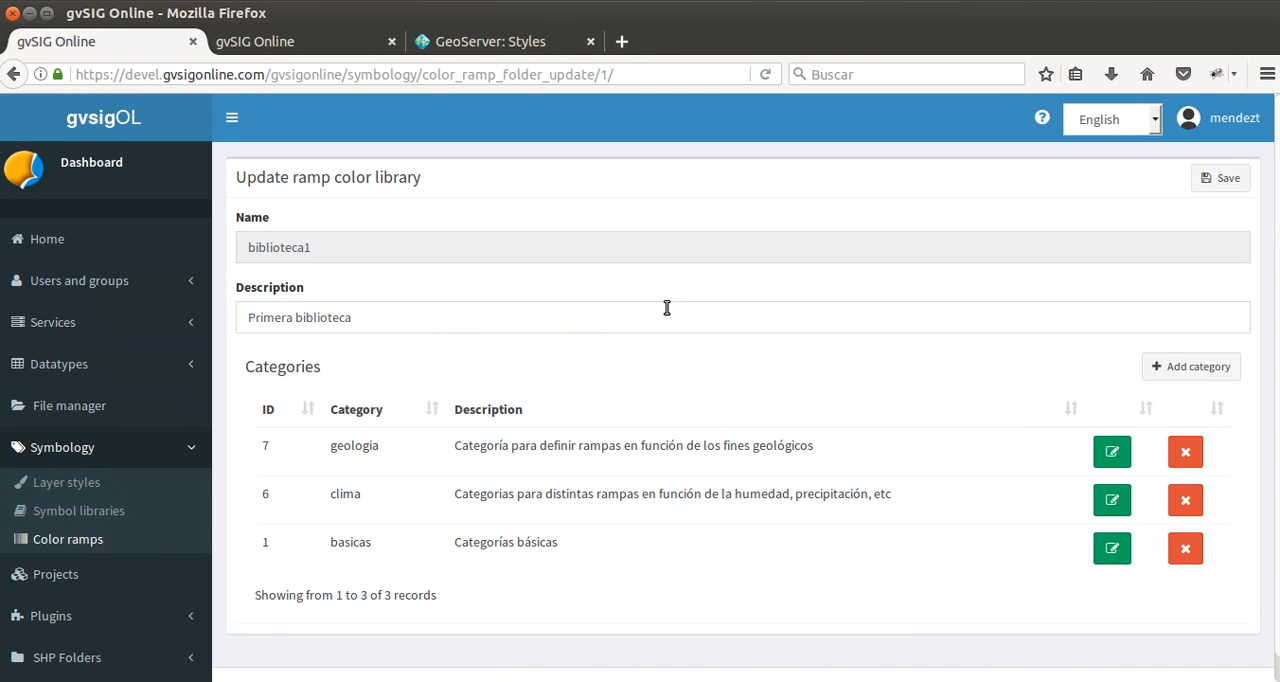 gvSIG Online - Mozilla Firefox
gvSIG Online
gvSIG Online
GeoServer: Styles
https://devel.gvsigonline.com/gvsigonline/symbology/color_ramp_folder_update/1/
Buscar
gvsigOL
English
mendezt
Dashboard
Home
Users and groups
Services
Datatypes
File manager
Symbology
Layer styles
Symbol libraries
Color ramps
Projects
Plugins
SHP Folders
Update ramp color library
Save
Name
biblioteca1
Description
Primera biblioteca
Categories
Add category
ID Category Description
7 geologia Categoría para definir rampas en función de los fines geológicos
6 clima Categorias para distintas rampas en función de la humedad, precipitación, etc
1 basicas Categorías básicas
Showing from 1 to 3 of 3 records